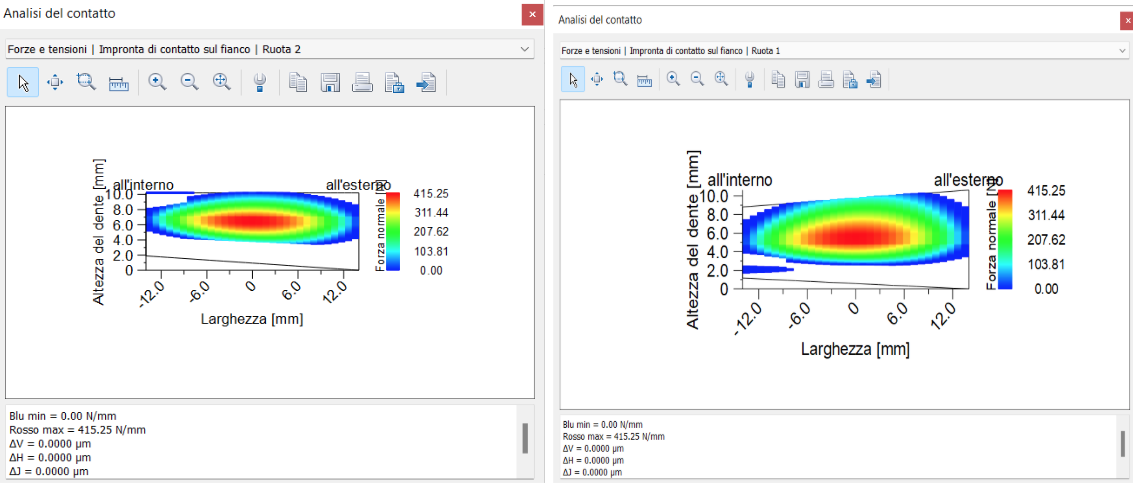 Analisi del contatto
Forze e tensioni | Impronta di contatto sul fianco | Ruota 2
Altezza del dente [mm]
all'interno
all'esterno
10.0
8.0
6.0
4.0
2.0
0
-12.0
-6.0
0
6.0
12.0
Larghezza [mm]
Forza normale [N]
415.25
311.44
207.62
103.81
0.00
Blu min = 0.00 N/mm
Rosso max = 415.25 N/mm
ΔV = 0.0000 µm
ΔH = 0.0000 µm
ΔJ = 0.0000 µm
Analisi del contatto
Forze e tensioni | Impronta di contatto sul fianco | Ruota 1
Altezza del dente [mm]
all'interno
all'esterno
10.0
8.0
6.0
4.0
2.0
0
-12.0
-6.0
0
6.0
12.0
Larghezza [mm]
Forza normale [N]
415.25
311.44
207.62
103.81
0.00
Blu min = 0.00 N/mm
Rosso max = 415.25 N/mm
ΔV = 0.0000 µm
ΔH = 0.0000 µm
ΔJ = 0.0000 µm